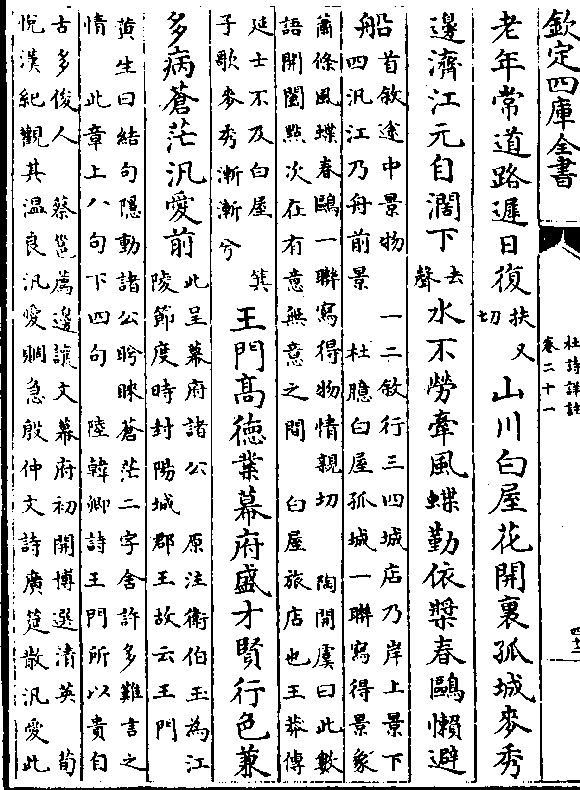 欽定四庫全書
杜詩詳註
卷二十一
老年常道路遲日復扶又切山川白屋花開裏孤城麥秀
邊濟江元自濶下去聲水不勞牽風蝶勤依槳春鷗懶避
船
首敘途中景物 一二敘行三四城店乃岸上景下
四汎江乃舟前景 杜臆白屋孤城一聯寫得景象
蕭條風蝶春鷗一聯寫得物情親切 陶開虞曰此數
語開闔點次在有意無意之間 白屋旅店也王莽傳
延士不及白屋 箕
子歌麥秀漸漸兮
王門髙徳業幕府盛才賢行色兼
多病蒼茫汎愛前
此呈幕府諸公 原注衛伯玉為江
陵節度時封陽城郡王故云王門
黄生曰結句隱動諸公盻睞蒼茫二字含許多難言之
情 此章上八句下四句 陸韓卿詩王門所以貴自
古多俊人 蔡邕薦邊讓文幕府初開博選清英 荀
悦漢紀觀其温良汎愛賙急殷仲文詩廣筵散汎愛此